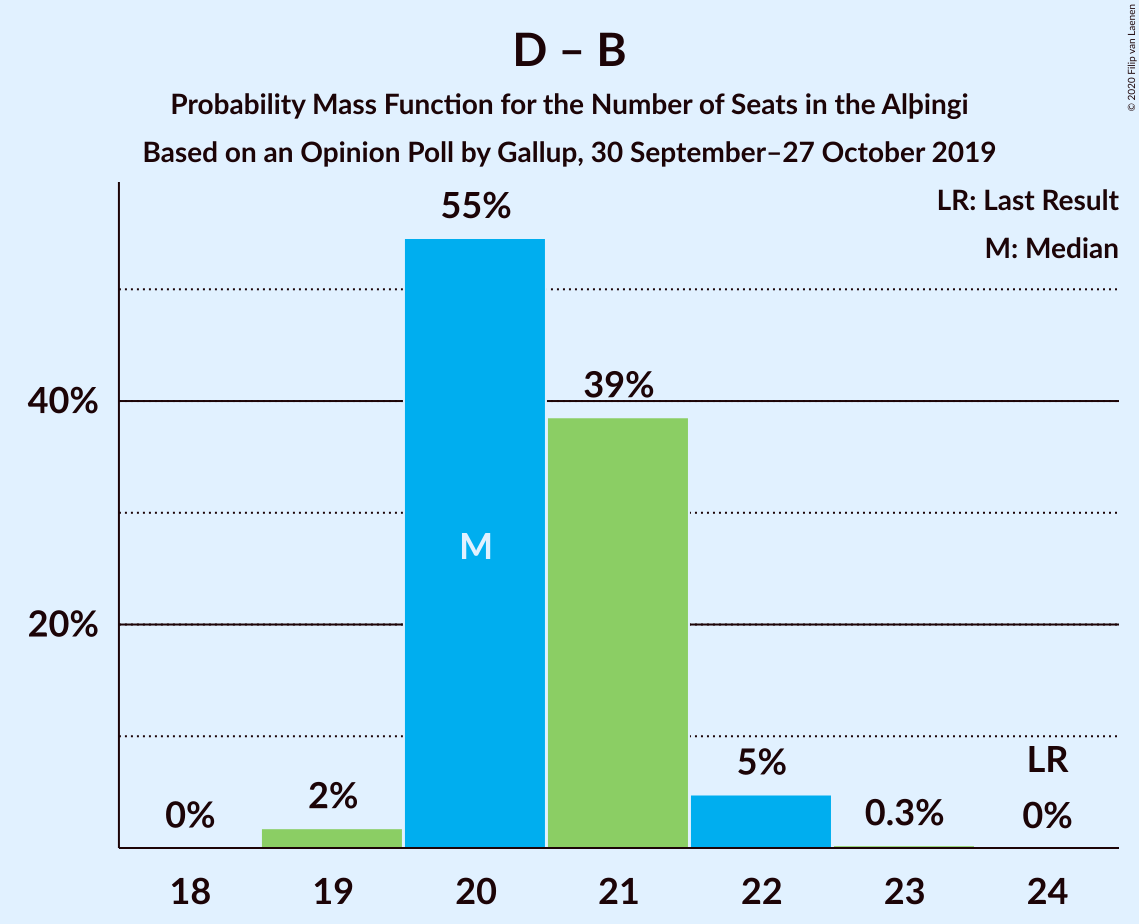 D – B
Probability Mass Function for the Number of Seats in the Alþingi
Based on an Opinion Poll by Gallup, 30 September–27 October 2019
© 2020 Filip van Laenen
LR: Last Result
M: Median
55%
39%
40%
M
20%
5%
LR
2%
0%
0.3%
0%
18 19 20 21 22 23 24